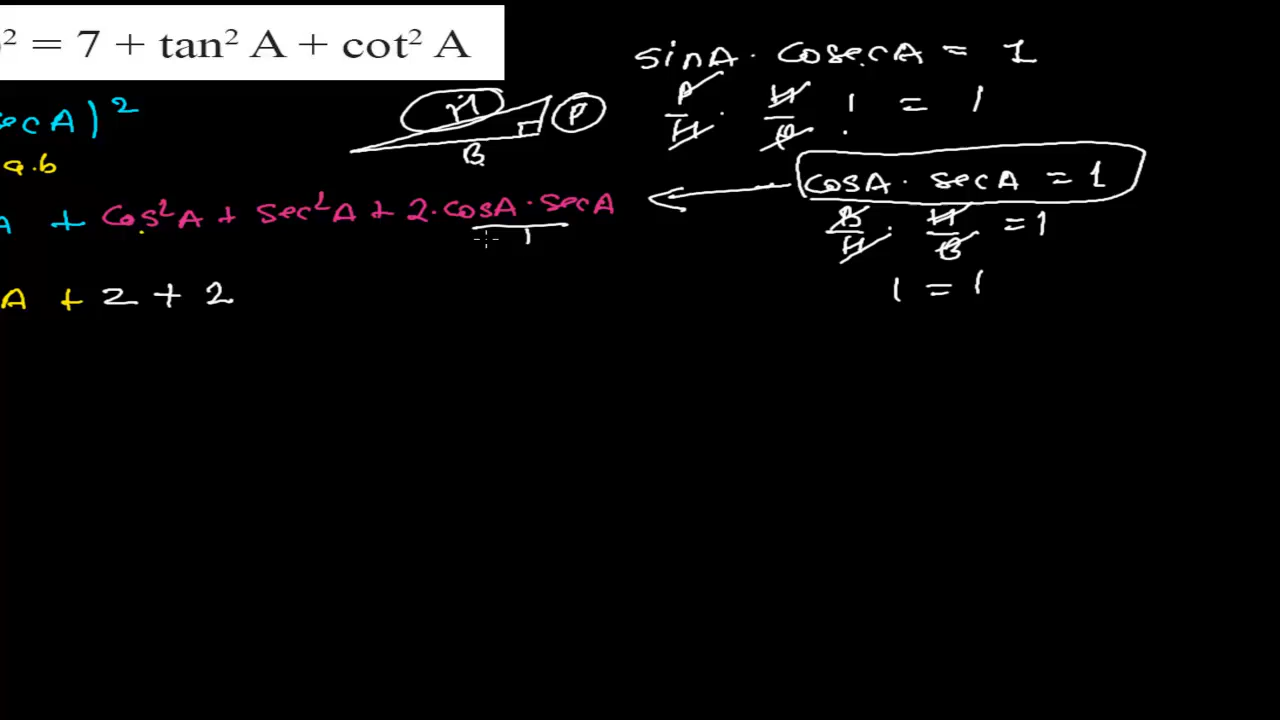 ² = 7 + tan² A + cot² A
sinA · cosecA = 1
P/H · H/P 1 = 1
ecA)²
a.b
H P
B
cosA · secA = 1
A + cos²A + sec²A + 2·cosA·secA
1
B/H · H/B = 1
A + 2 + 2
1 = 1